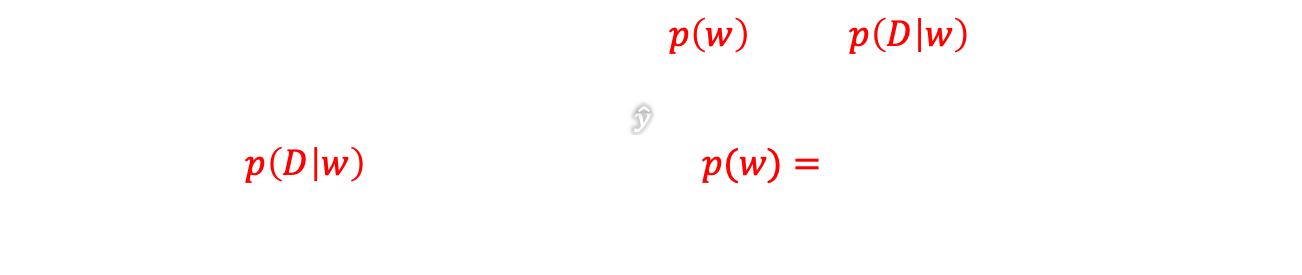 p(w) p(D|w)
ŷ
p(D|w) p(w) =